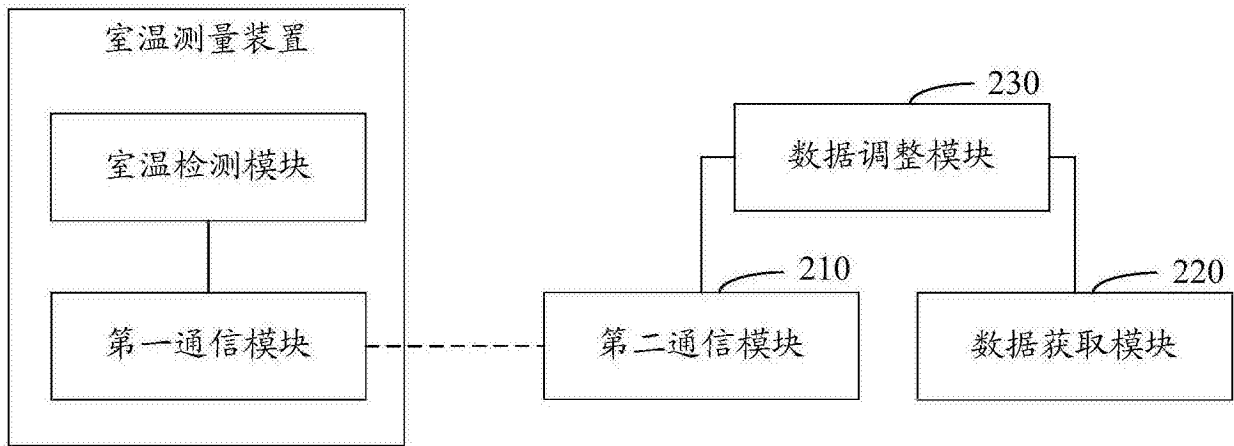 室温测量装置
室温检测模块
第一通信模块
230
数据调整模块
210
第二通信模块
220
数据获取模块